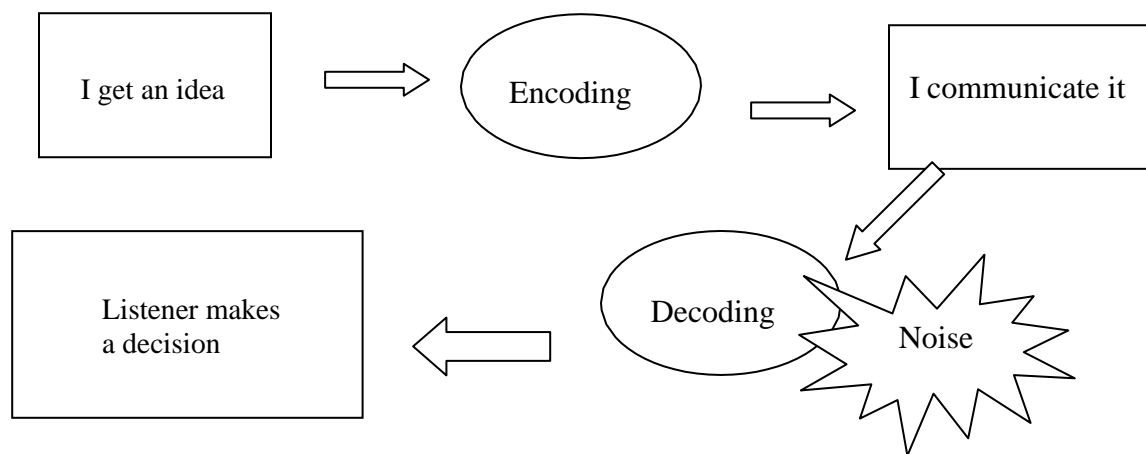 I get an idea
Encoding
I communicate it
Decoding
Noise
Listener makes
a decision